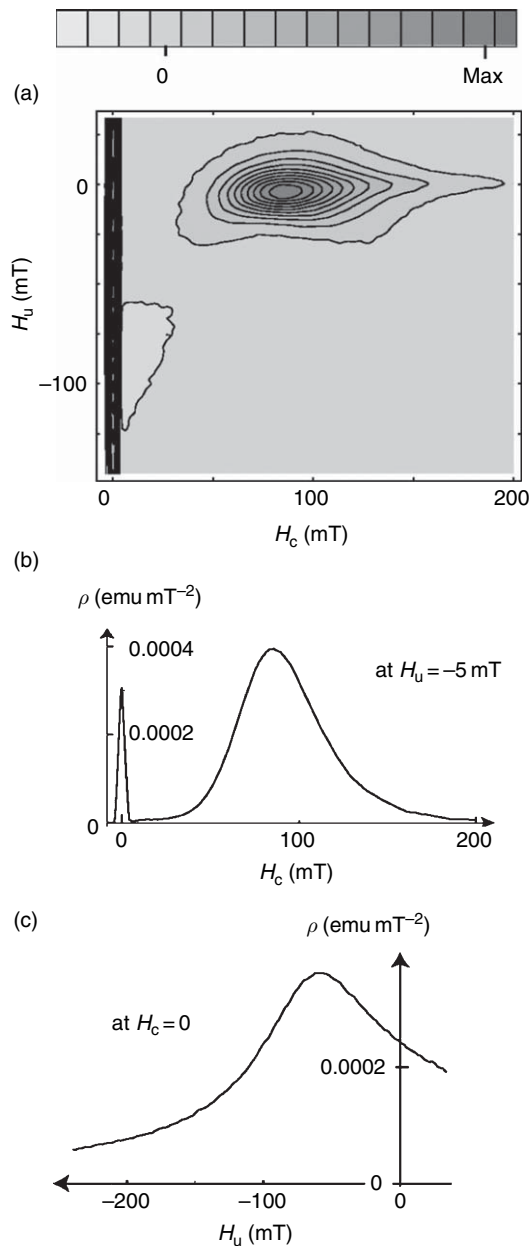 0 Max
(a)
0
−100
H_u (mT)
0 100 200
H_c (mT)
(b)
ρ (emu mT⁻²)
0.0004
at H_u = −5 mT
0.0002
0
0 100 200
H_c (mT)
(c)
ρ (emu mT⁻²)
at H_c = 0
0.0002
0
−200 −100 0
H_u (mT)